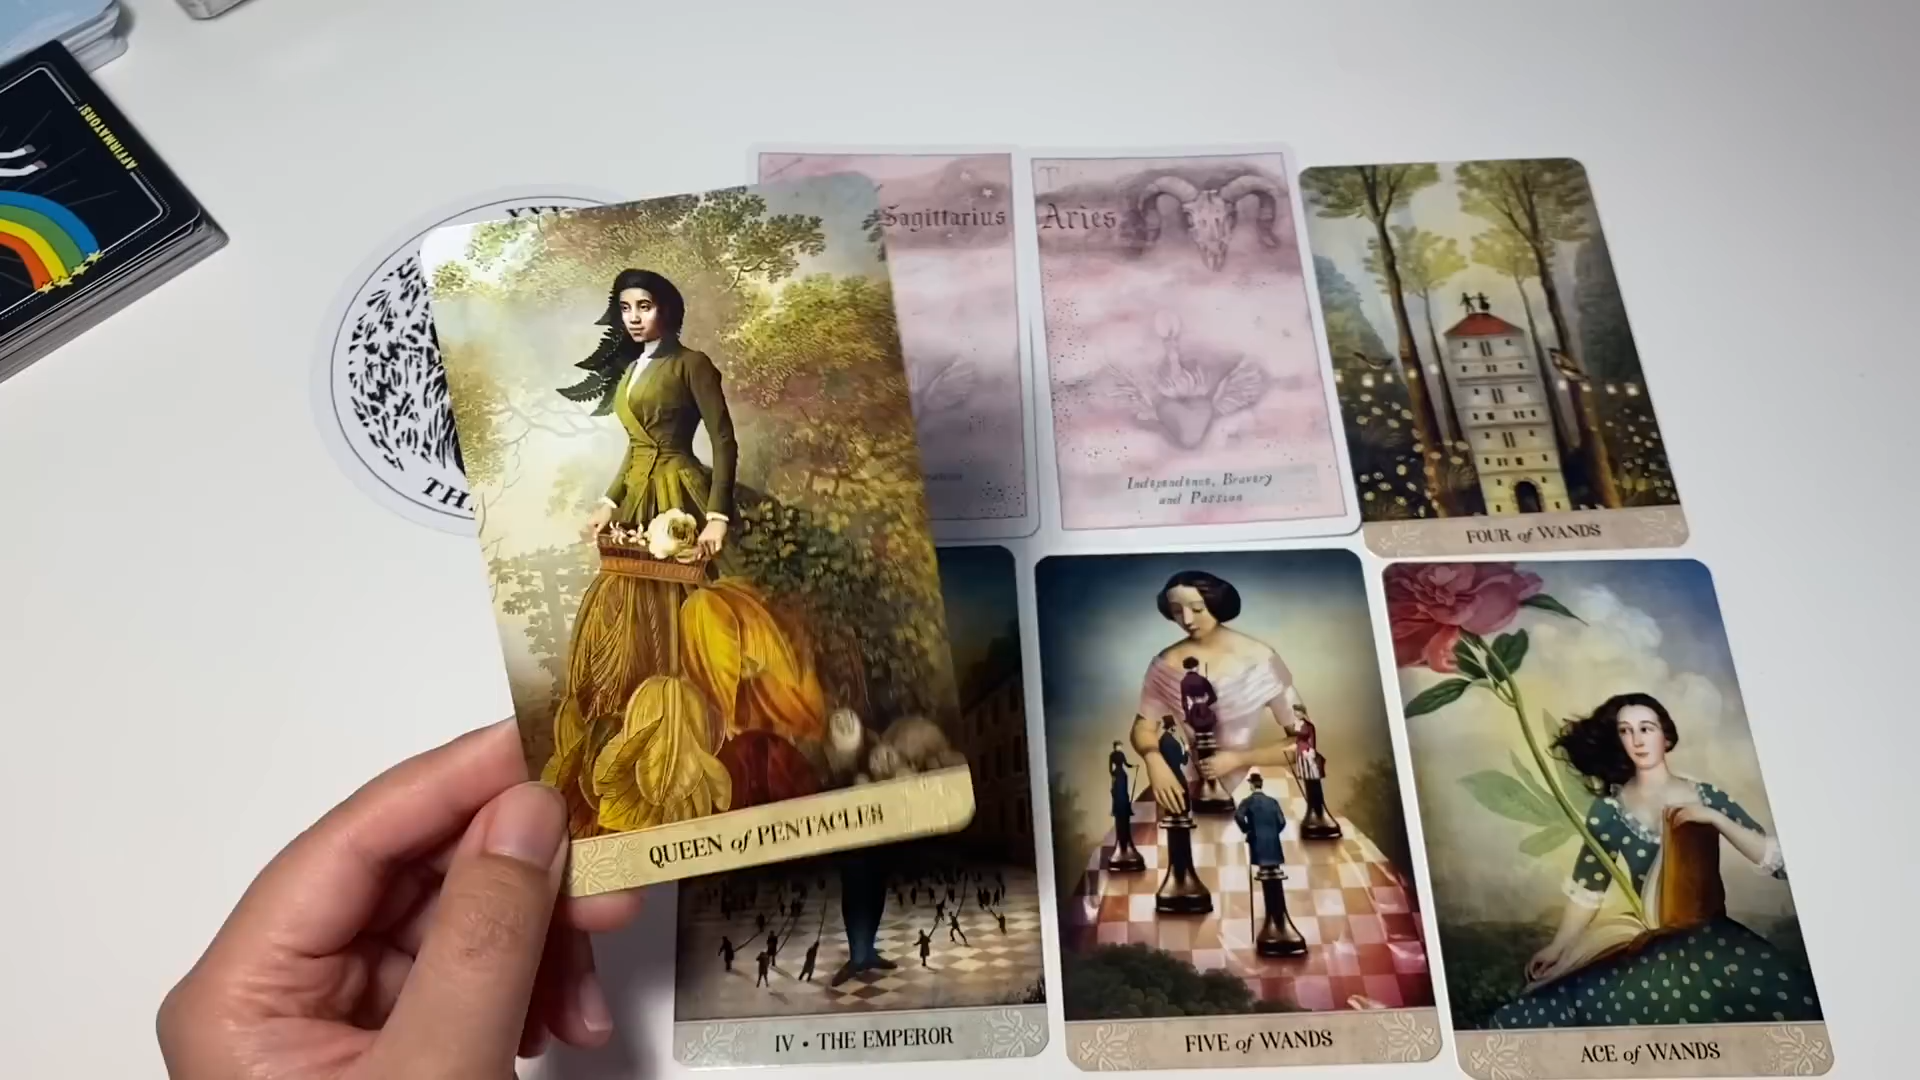 AFFIRMATORS!
Sagittarius
Aries
Independence, Bravery
and Passion
FOUR of WANDS
QUEEN of PENTACLES
IV • THE EMPEROR
FIVE of WANDS
ACE of WANDS